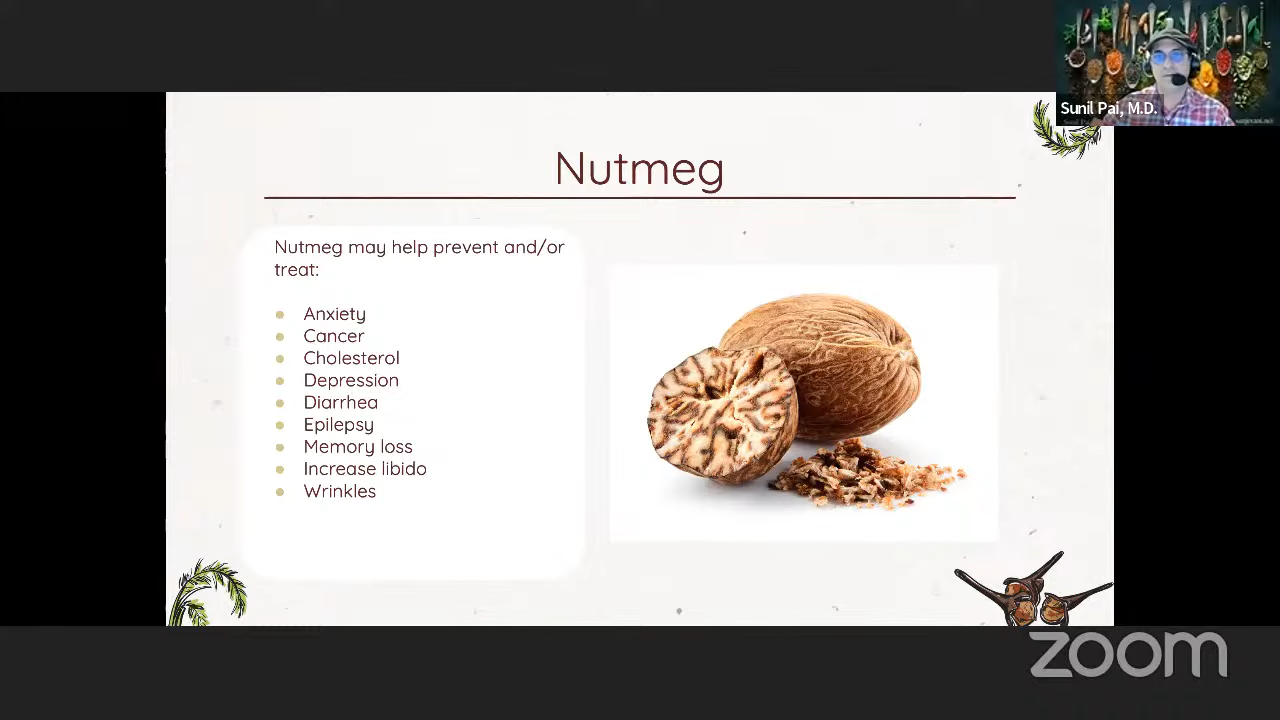 Sunil Pai, M.D.
Nutmeg
Nutmeg may help prevent and/or
treat:
Anxiety
Cancer
Cholesterol
Depression
Diarrhea
Epilepsy
Memory loss
Increase libido
Wrinkles
zoom